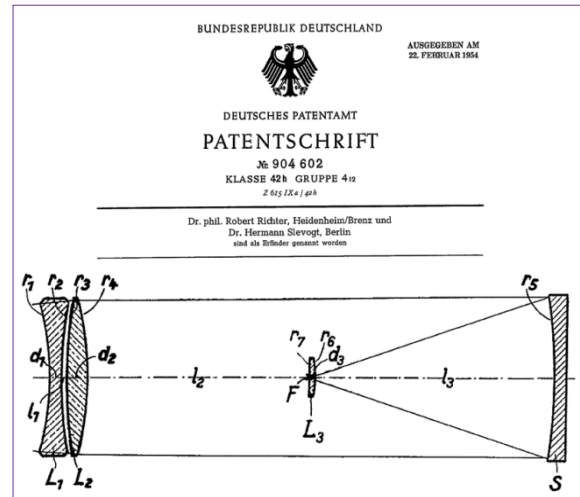 BUNDESREPUBLIK DEUTSCHLAND
AUSGEGEBEN AM
22. FEBRUAR 1954
DEUTSCHES PATENTAMT
PATENTSCHRIFT
№ 904 602
KLASSE 42h GRUPPE 4 12
Z 615 IXa / 42h
Dr. phil. Robert Richter, Heidenheim/Brenz und
Dr. Hermann Slevogt, Berlin
sind als Erfinder genannt worden
r1 r2 r3 r4 r5
r7 r6
d1 d2 d3
l1 l2 F l3
L3
L1 L2 S